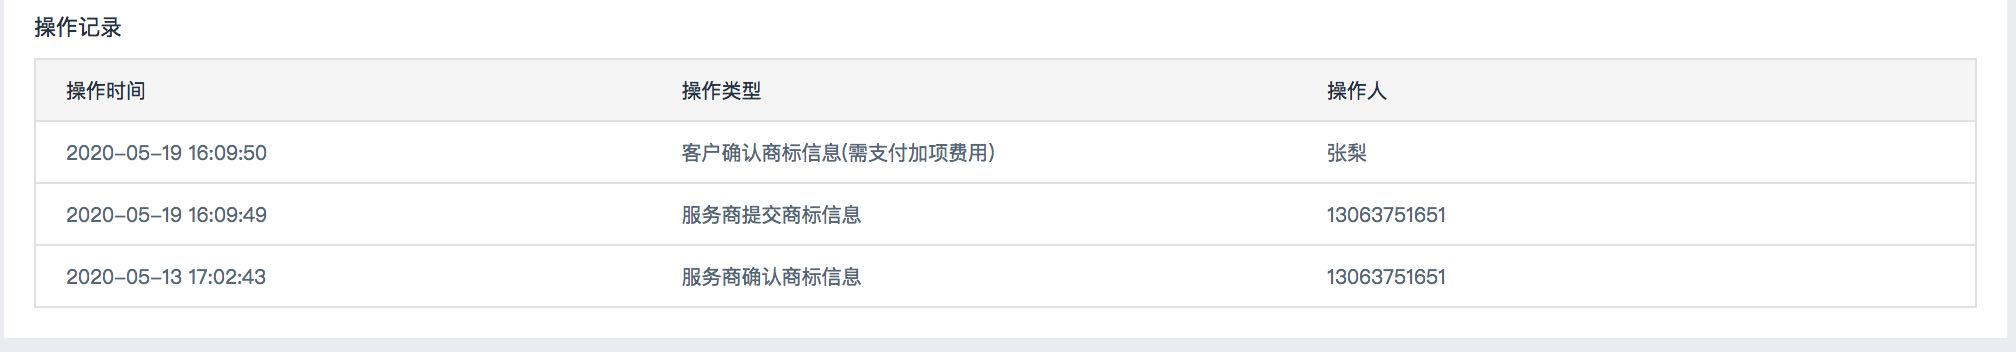 操作记录
操作时间 操作类型 操作人
2020-05-19 16:09:50 客户确认商标信息(需支付加项费用) 张梨
2020-05-19 16:09:49 服务商提交商标信息 13063751651
2020-05-13 17:02:43 服务商确认商标信息 13063751651